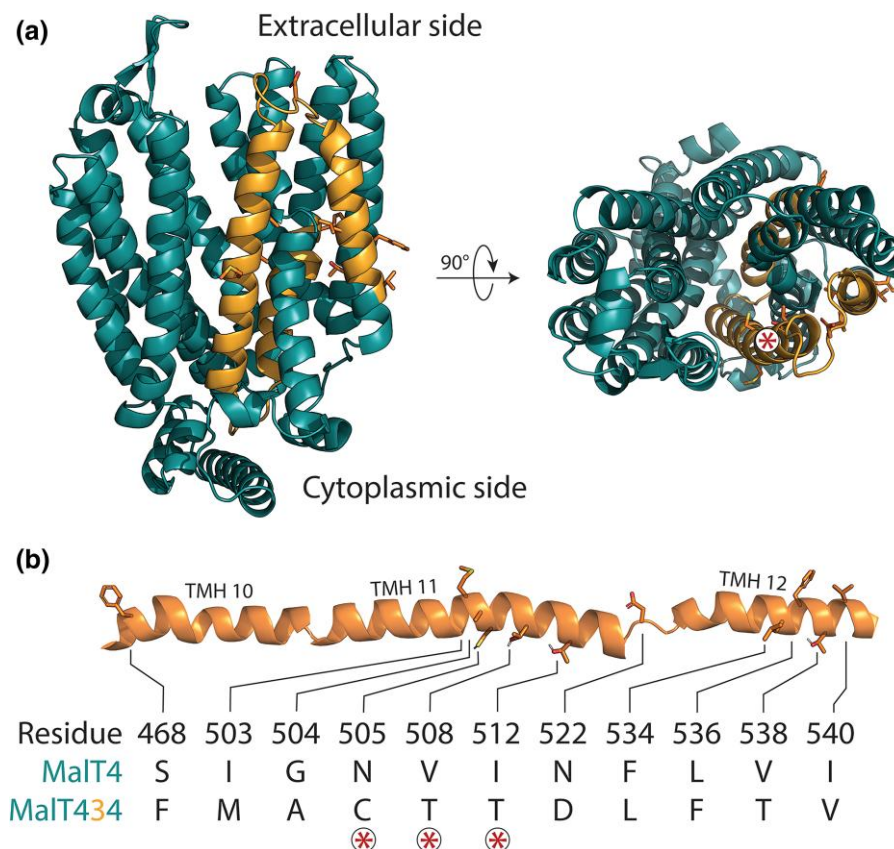 (a)
Extracellular side
90°
*
Cytoplasmic side
(b)
TMH 10 TMH 11 TMH 12
Residue 468 503 504 505 508 512 522 534 536 538 540
MalT4 S I G N V I N F L V I
MalT434 F M A C T T D L F T V
* * *